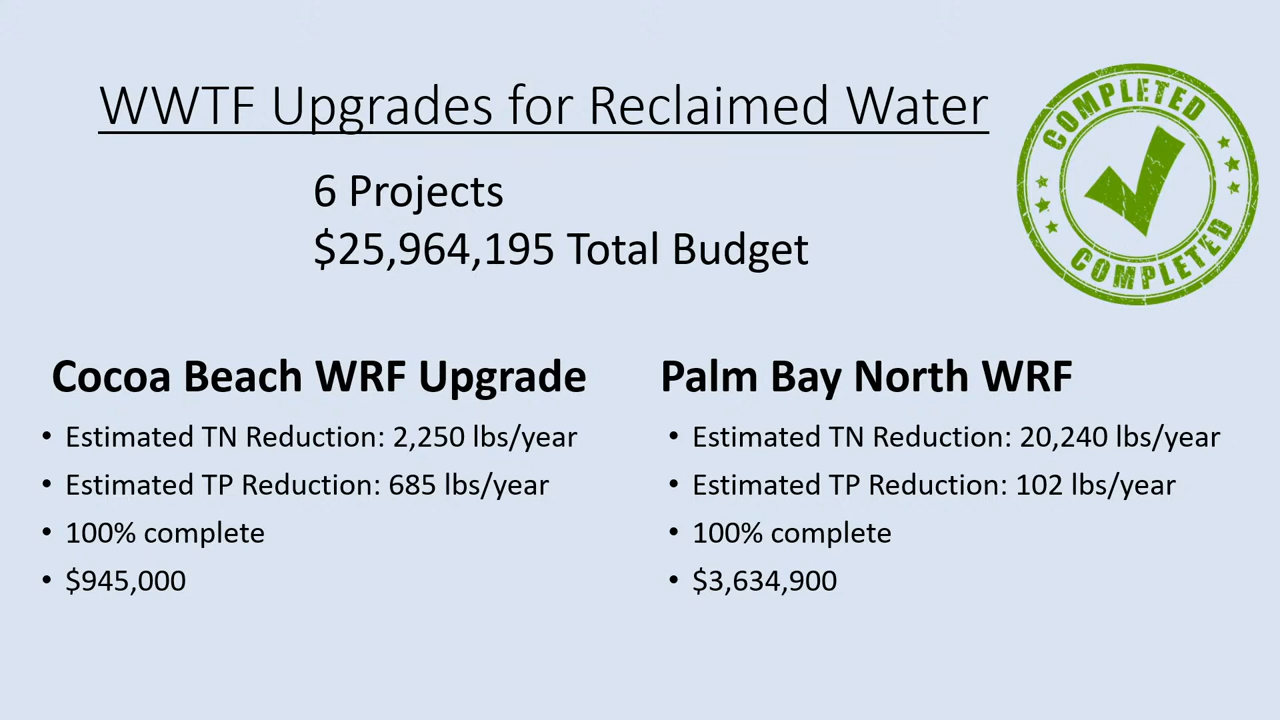 WWTF Upgrades for Reclaimed Water
COMPLETED
COMPLETED
6 Projects
$25,964,195 Total Budget
Cocoa Beach WRF Upgrade
• Estimated TN Reduction: 2,250 lbs/year
• Estimated TP Reduction: 685 lbs/year
• 100% complete
• $945,000
Palm Bay North WRF
• Estimated TN Reduction: 20,240 lbs/year
• Estimated TP Reduction: 102 lbs/year
• 100% complete
• $3,634,900